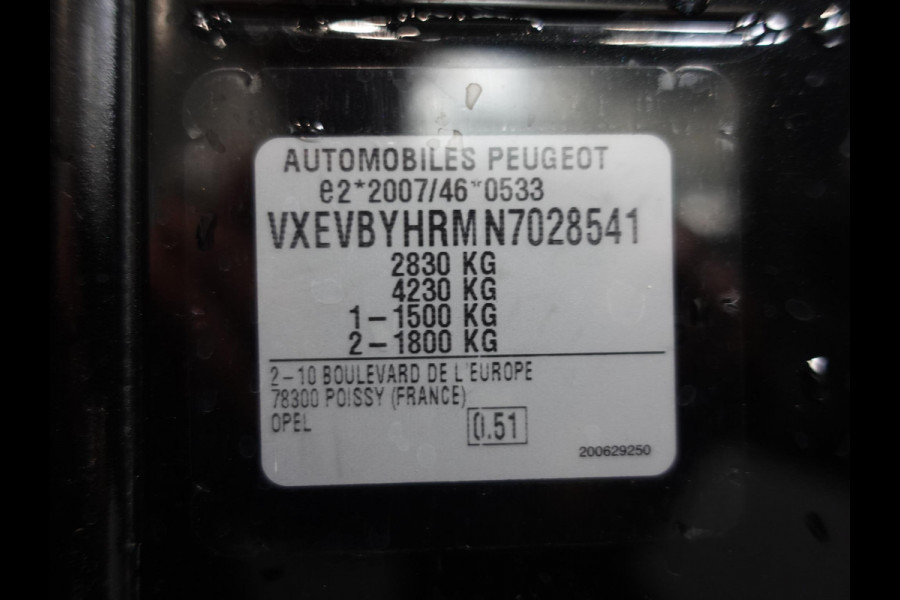 AUTOMOBILES PEUGEOT
e2*2007/46*0533
VXEVBYHRMN7028541
2830 KG
4230 KG
1-1500 KG
2-1800 KG
2-10 BOULEVARD DE L'EUROPE
78300 POISSY (FRANCE)
OPEL
0.51
200629250